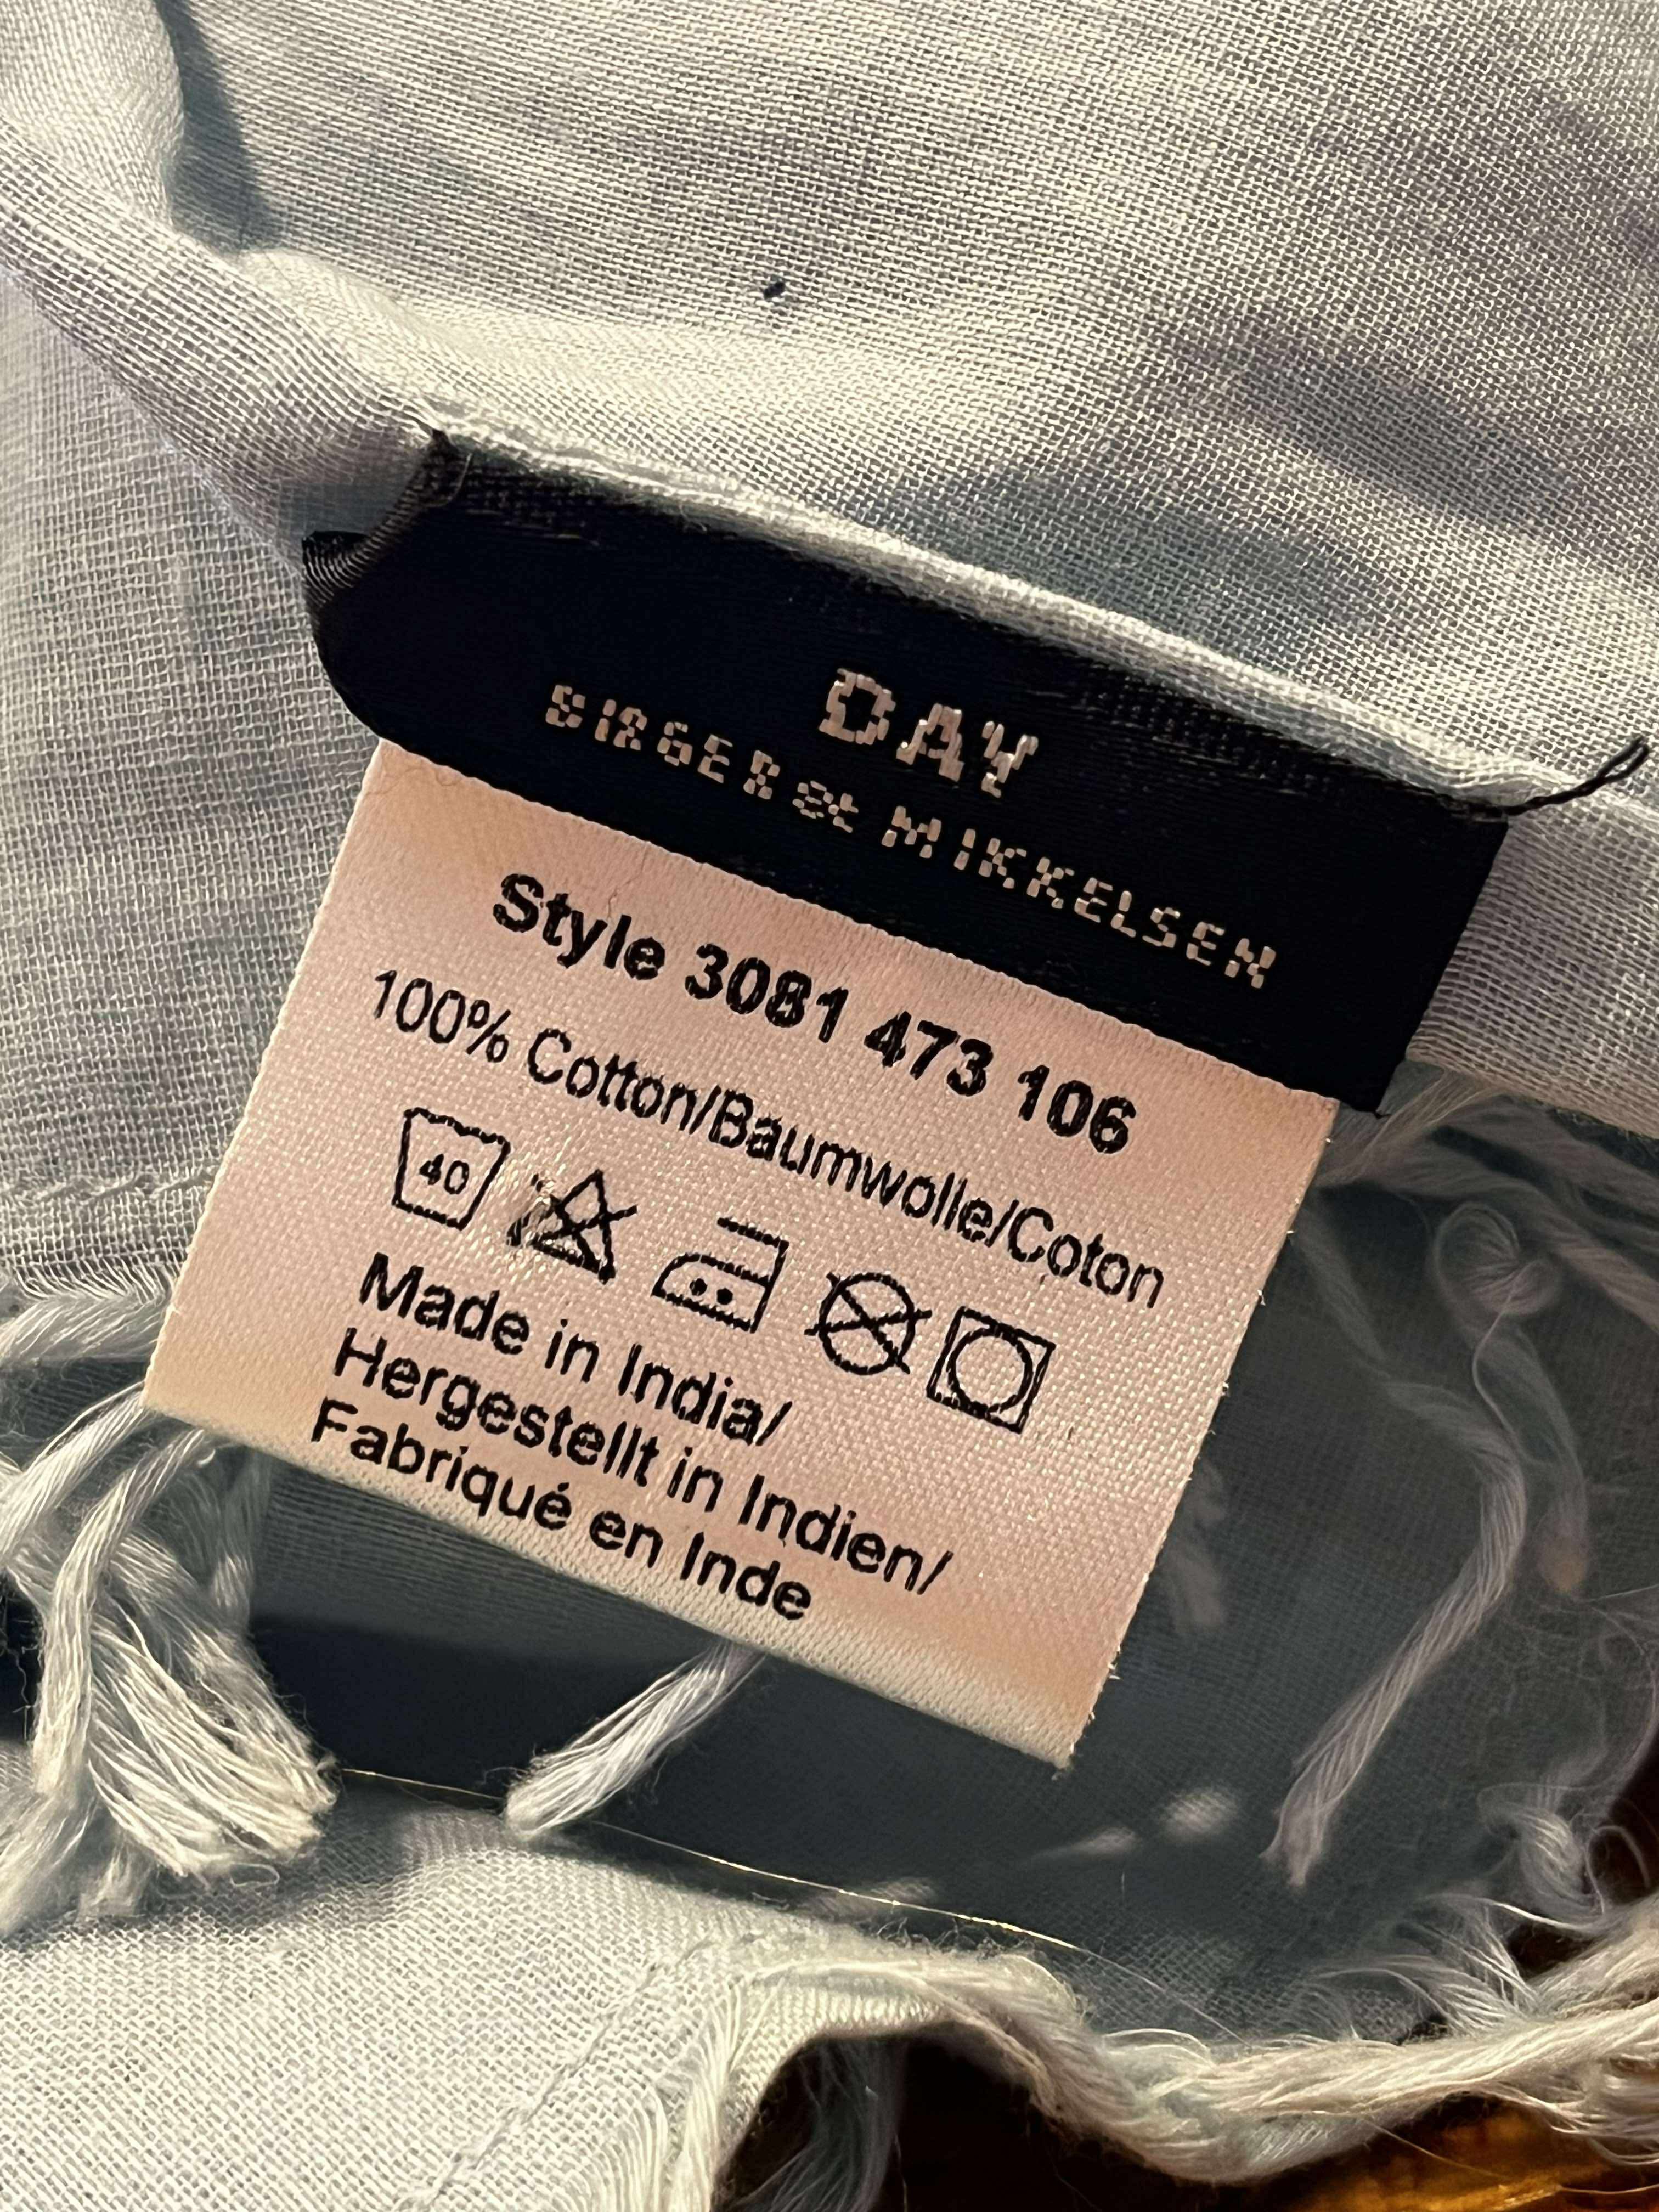 DAY
BIRGER et MIKKELSEN
Style 3081 473 106
100% Cotton/Baumwolle/Coton
40
Made in India/
Hergestellt in Indien/
Fabriqué en Inde